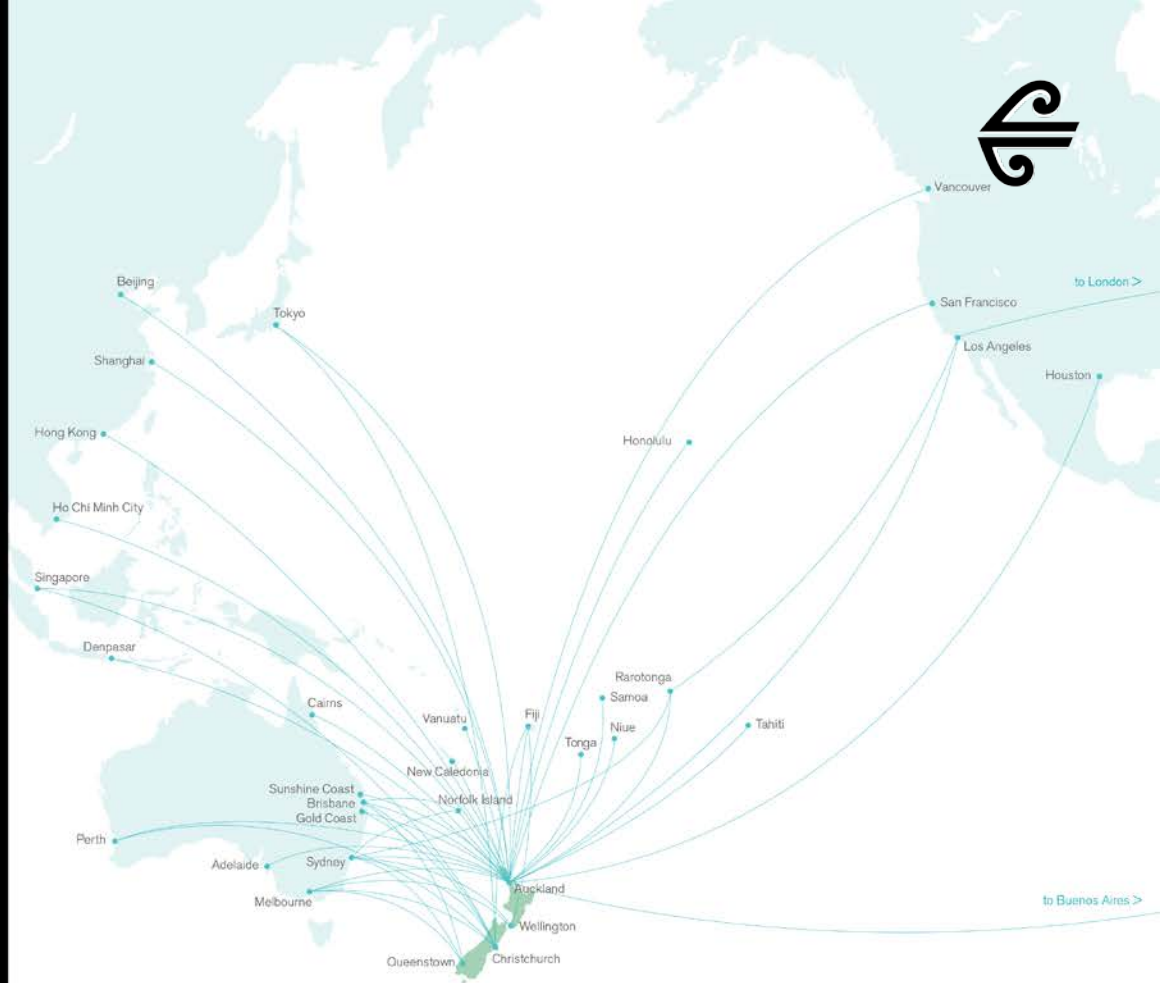 Vancouver
Beijing
to London >
San Francisco
Tokyo
Los Angeles
Shanghai
Houston
Hong Kong
Honolulu
Ho Chi Minh City
Singapore
Denpasar
Rarotonga
Samoa
Cairns
Vanuatu
Fiji
Niue
Tahiti
Tonga
New Caledonia
Sunshine Coast
Norfolk Island
Brisbane
Gold Coast
Perth
Adelaide
Sydney
Auckland
Melbourne
to Buenos Aires >
Wellington
Queenstown
Christchurch